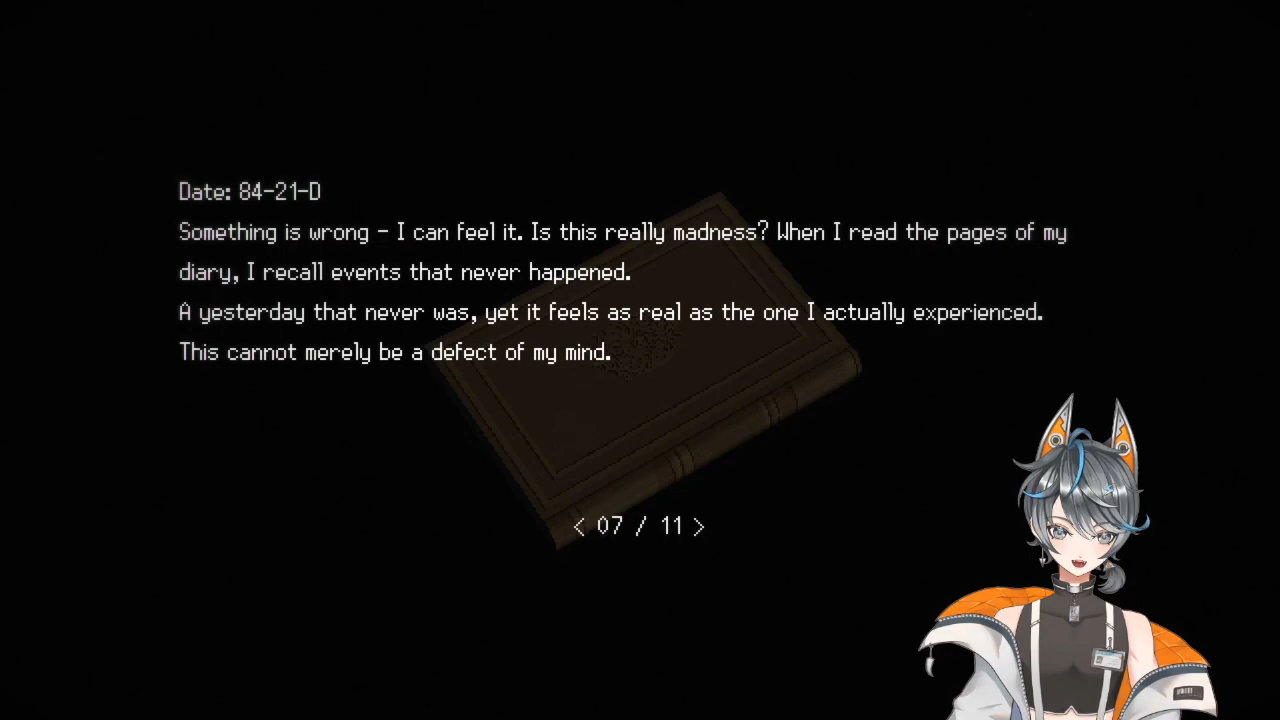 Date: 84-21-D
Something is wrong - I can feel it. Is this really madness? When I read the pages of my
diary, I recall events that never happened.
A yesterday that never was, yet it feels as real as the one I actually experienced.
This cannot merely be a defect of my mind.
< 07 / 11 >